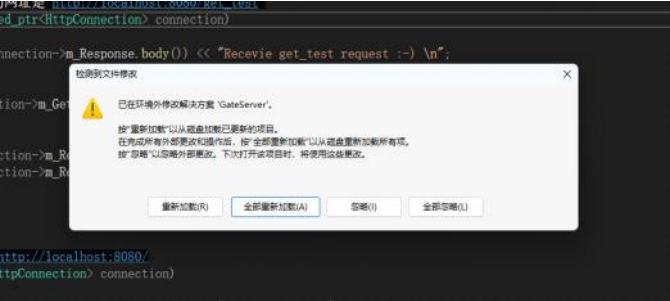 网址是 http://localhost:8080/get_test
ed_ptr<HttpConnection> connection)
nnection->m_Response.body()) << "Recevie get_test request :-) \n";
检测到文件修改
ction->m_Get
已在环境外修改解决方案 'GateServer'。
按"重新加载"以从磁盘加载已更新的项目。
在完成所有外部更改和操作后，按"全部重新加载"以从磁盘重新加载所有项。
按"忽略"以忽略外部更改。下次打开该项目时，将使用这些更改。
ction->m_Re
ction->m_Re
重新加载(R) 全部重新加载(A) 忽略(I) 全部忽略(L)
http://localhost:8080/
ttpConnection> connection)